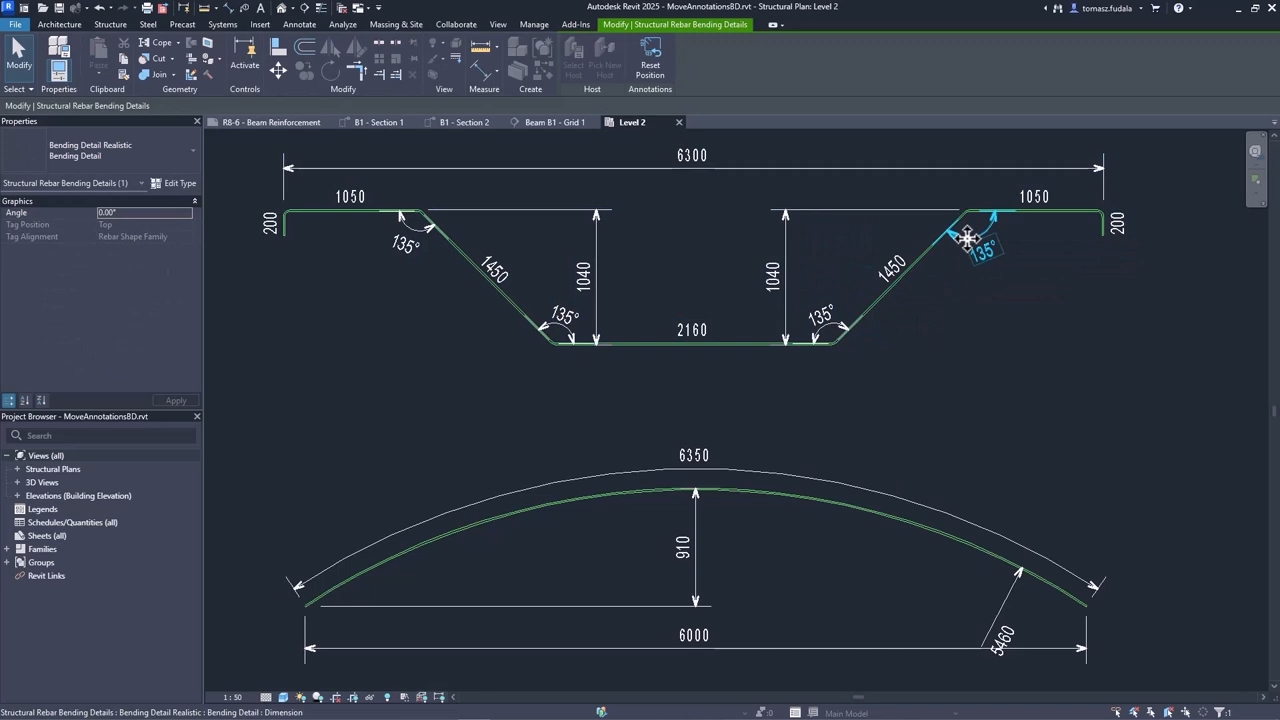 Autodesk Revit 2025 - MoveAnnotationsBD.rvt - Structural Plan: Level 2
tomasz.fudala
File
Architecture
Structure
Steel
Precast
Systems
Insert
Annotate
Analyze
Massing & Site
Collaborate
View
Manage
Add-Ins
Modify | Structural Rebar Bending Details
Modify
Paste
Cope
Cut
Join
Activate
Select Host
Pick New Host
Reset Position
Select
Properties
Clipboard
Geometry
Controls
Modify
View
Measure
Create
Host
Annotations
Modify | Structural Rebar Bending Details
Properties
R8-6 - Beam Reinforcement
B1 - Section 1
B1 - Section 2
Beam B1 - Grid 1
Level 2
Bending Detail Realistic
Bending Detail
Structural Rebar Bending Details (1)
Edit Type
Graphics
Angle
0.00°
Tag Position
Top
Tag Alignment
Rebar Shape Family
Apply
Project Browser - MoveAnnotationsBD.rvt
Search
Views (all)
Structural Plans
3D Views
Elevations (Building Elevation)
Legends
Schedules/Quantities (all)
Sheets (all)
Families
Groups
Revit Links
6300
1050
1050
200
200
135°
135°
1450
1450
1040
1040
135°
135°
2160
6350
910
5460
6000
1 : 50
Structural Rebar Bending Details : Bending Detail Realistic : Bending Detail : Dimension
:0
Main Model
:1